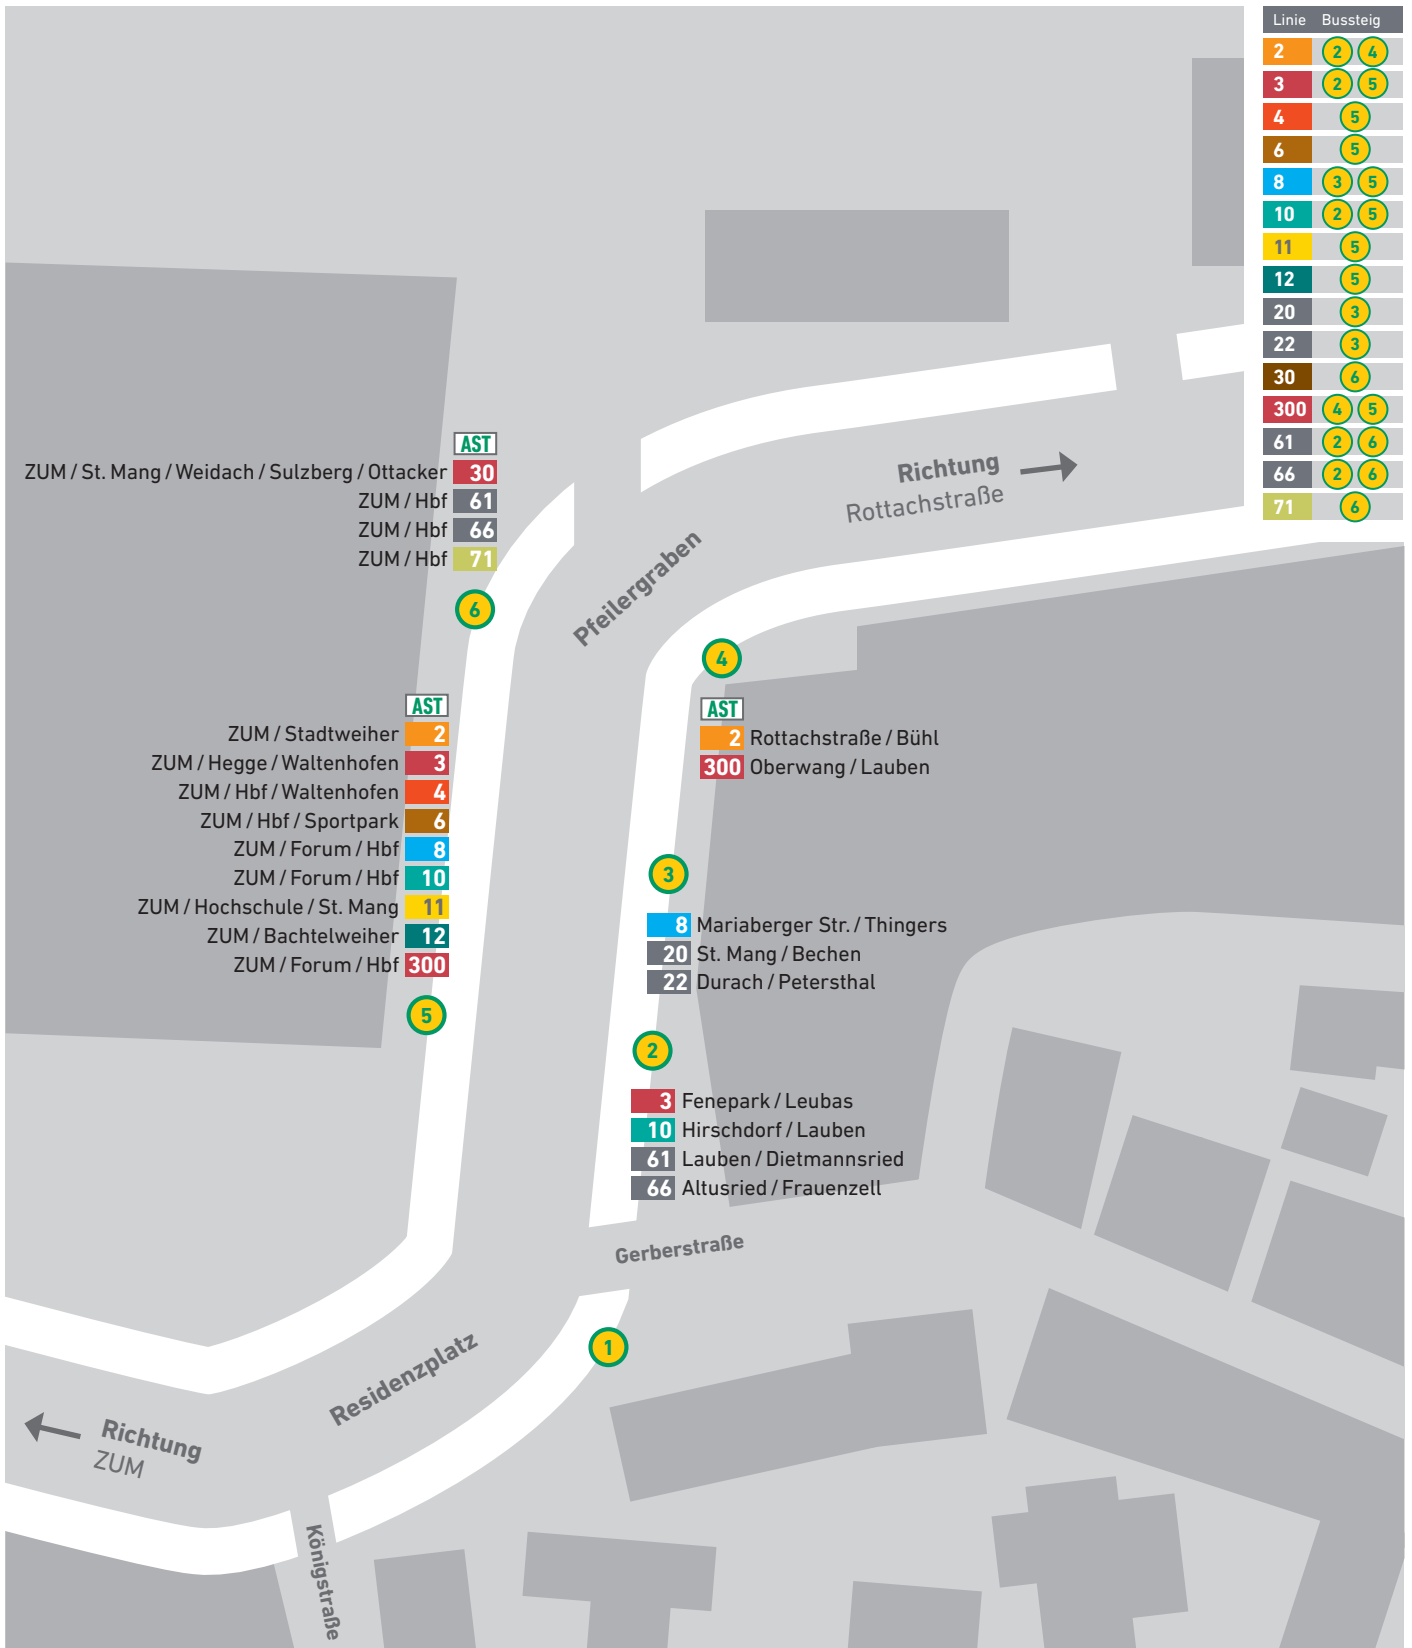 Linie Bussteig
2 2 4
3 2 5
4 5
6 5
8 3 5
10 2 5
11 5
12 5
20 3
22 3
30 6
300 4 5
61 2 6
66 2 6
71 6
AST
ZUM / St. Mang / Weidach / Sulzberg / Ottacker 30
ZUM / Hbf 61
ZUM / Hbf 66
ZUM / Hbf 71
6
Richtung
Rottachstraße
Pfeilergraben
4
AST
2 Rottachstraße / Bühl
300 Oberwang / Lauben
AST
ZUM / Stadtweiher 2
ZUM / Hegge / Waltenhofen 3
ZUM / Hbf / Waltenhofen 4
ZUM / Hbf / Sportpark 6
ZUM / Forum / Hbf 8
ZUM / Forum / Hbf 10
ZUM / Hochschule / St. Mang 11
ZUM / Bachtelweiher 12
ZUM / Forum / Hbf 300
5
3
8 Mariaberger Str. / Thingers
20 St. Mang / Bechen
22 Durach / Petersthal
2
3 Fenepark / Leubas
10 Hirschdorf / Lauben
61 Lauben / Dietmannsried
66 Altusried / Frauenzell
Gerberstraße
1
Residenzplatz
Richtung
ZUM
Königstraße